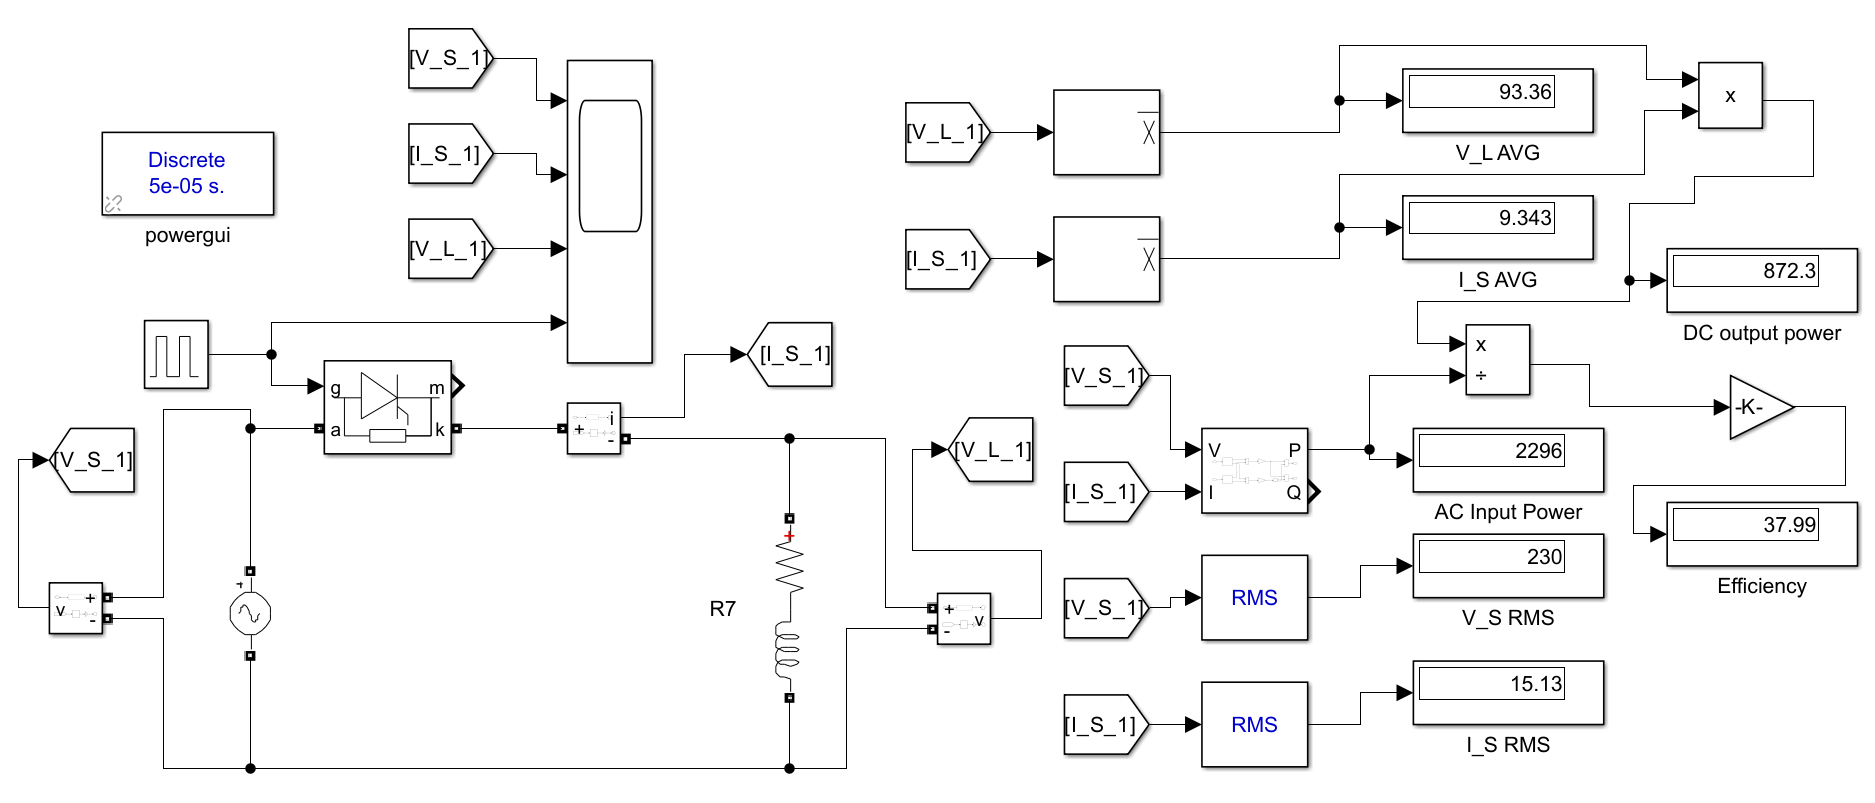 [V_S_1]
[I_S_1]
[V_L_1]
Discrete
5e-05 s.
powergui
g
m
a
k
i
+
-
[I_S_1]
[V_S_1]
v
+
-
+
R7
+
+
-
v
[V_L_1]
[V_L_1]
X
93.36
V_L AVG
x
[I_S_1]
X
9.343
I_S AVG
872.3
DC output power
x
÷
-K-
[V_S_1]
[I_S_1]
V
I
P
Q
2296
AC Input Power
37.99
Efficiency
[V_S_1]
RMS
230
V_S RMS
[I_S_1]
RMS
15.13
I_S RMS